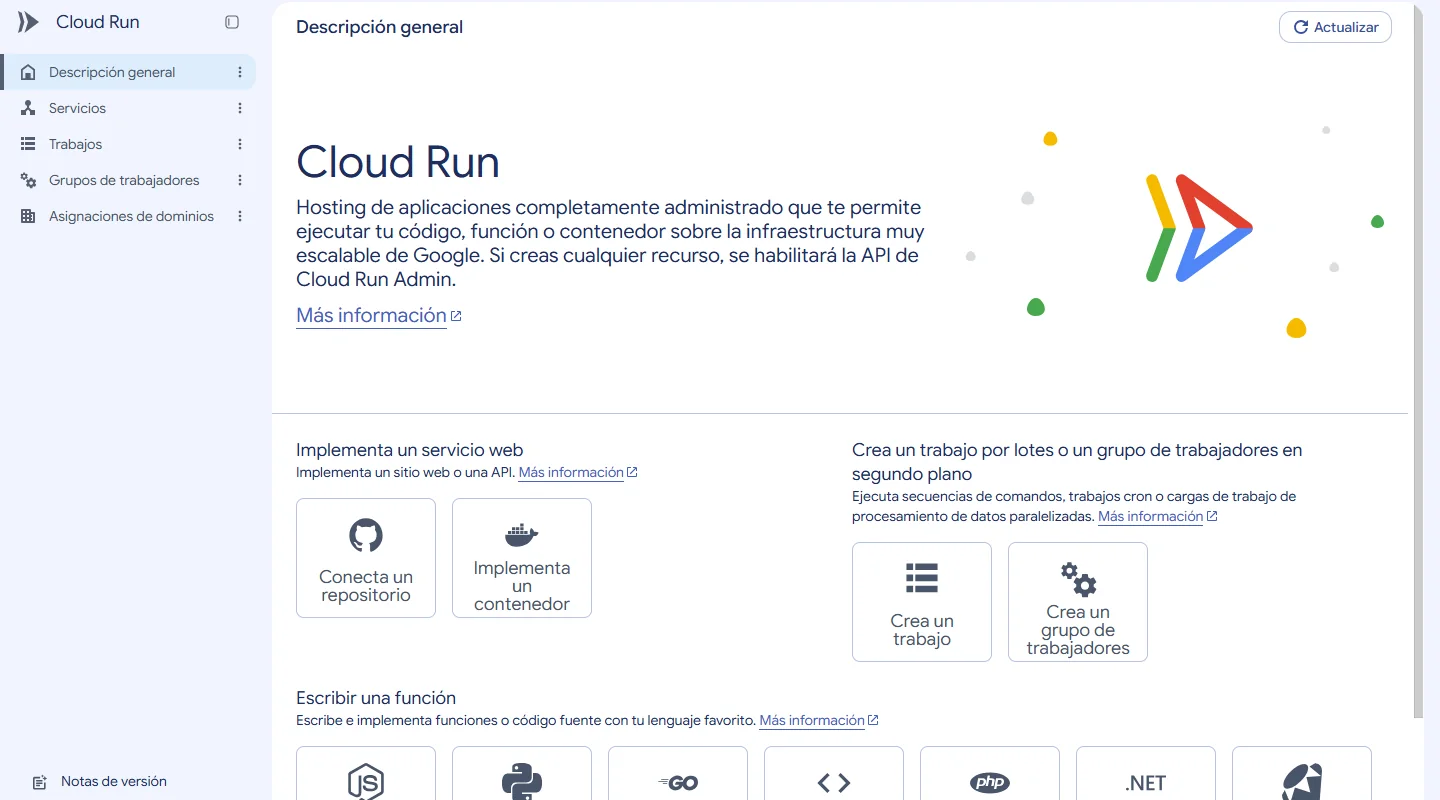 Cloud Run
Descripción general
Servicios
Trabajos
Grupos de trabajadores
Asignaciones de dominios
Notas de versión
Descripción general
Actualizar
Cloud Run
Hosting de aplicaciones completamente administrado que te permite
ejecutar tu código, función o contenedor sobre la infraestructura muy
escalable de Google. Si creas cualquier recurso, se habilitará la API de
Cloud Run Admin.
Más información
Implementa un servicio web
Implementa un sitio web o una API. Más información
Conecta un
repositorio
Implementa
un
contenedor
Crea un trabajo por lotes o un grupo de trabajadores en
segundo plano
Ejecuta secuencias de comandos, trabajos cron o cargas de trabajo de
procesamiento de datos paralelizadas. Más información
Crea un
trabajo
Crea un
grupo de
trabajadores
Escribir una función
Escribe e implementa funciones o código fuente con tu lenguaje favorito. Más información
JS
GO
php
.NET